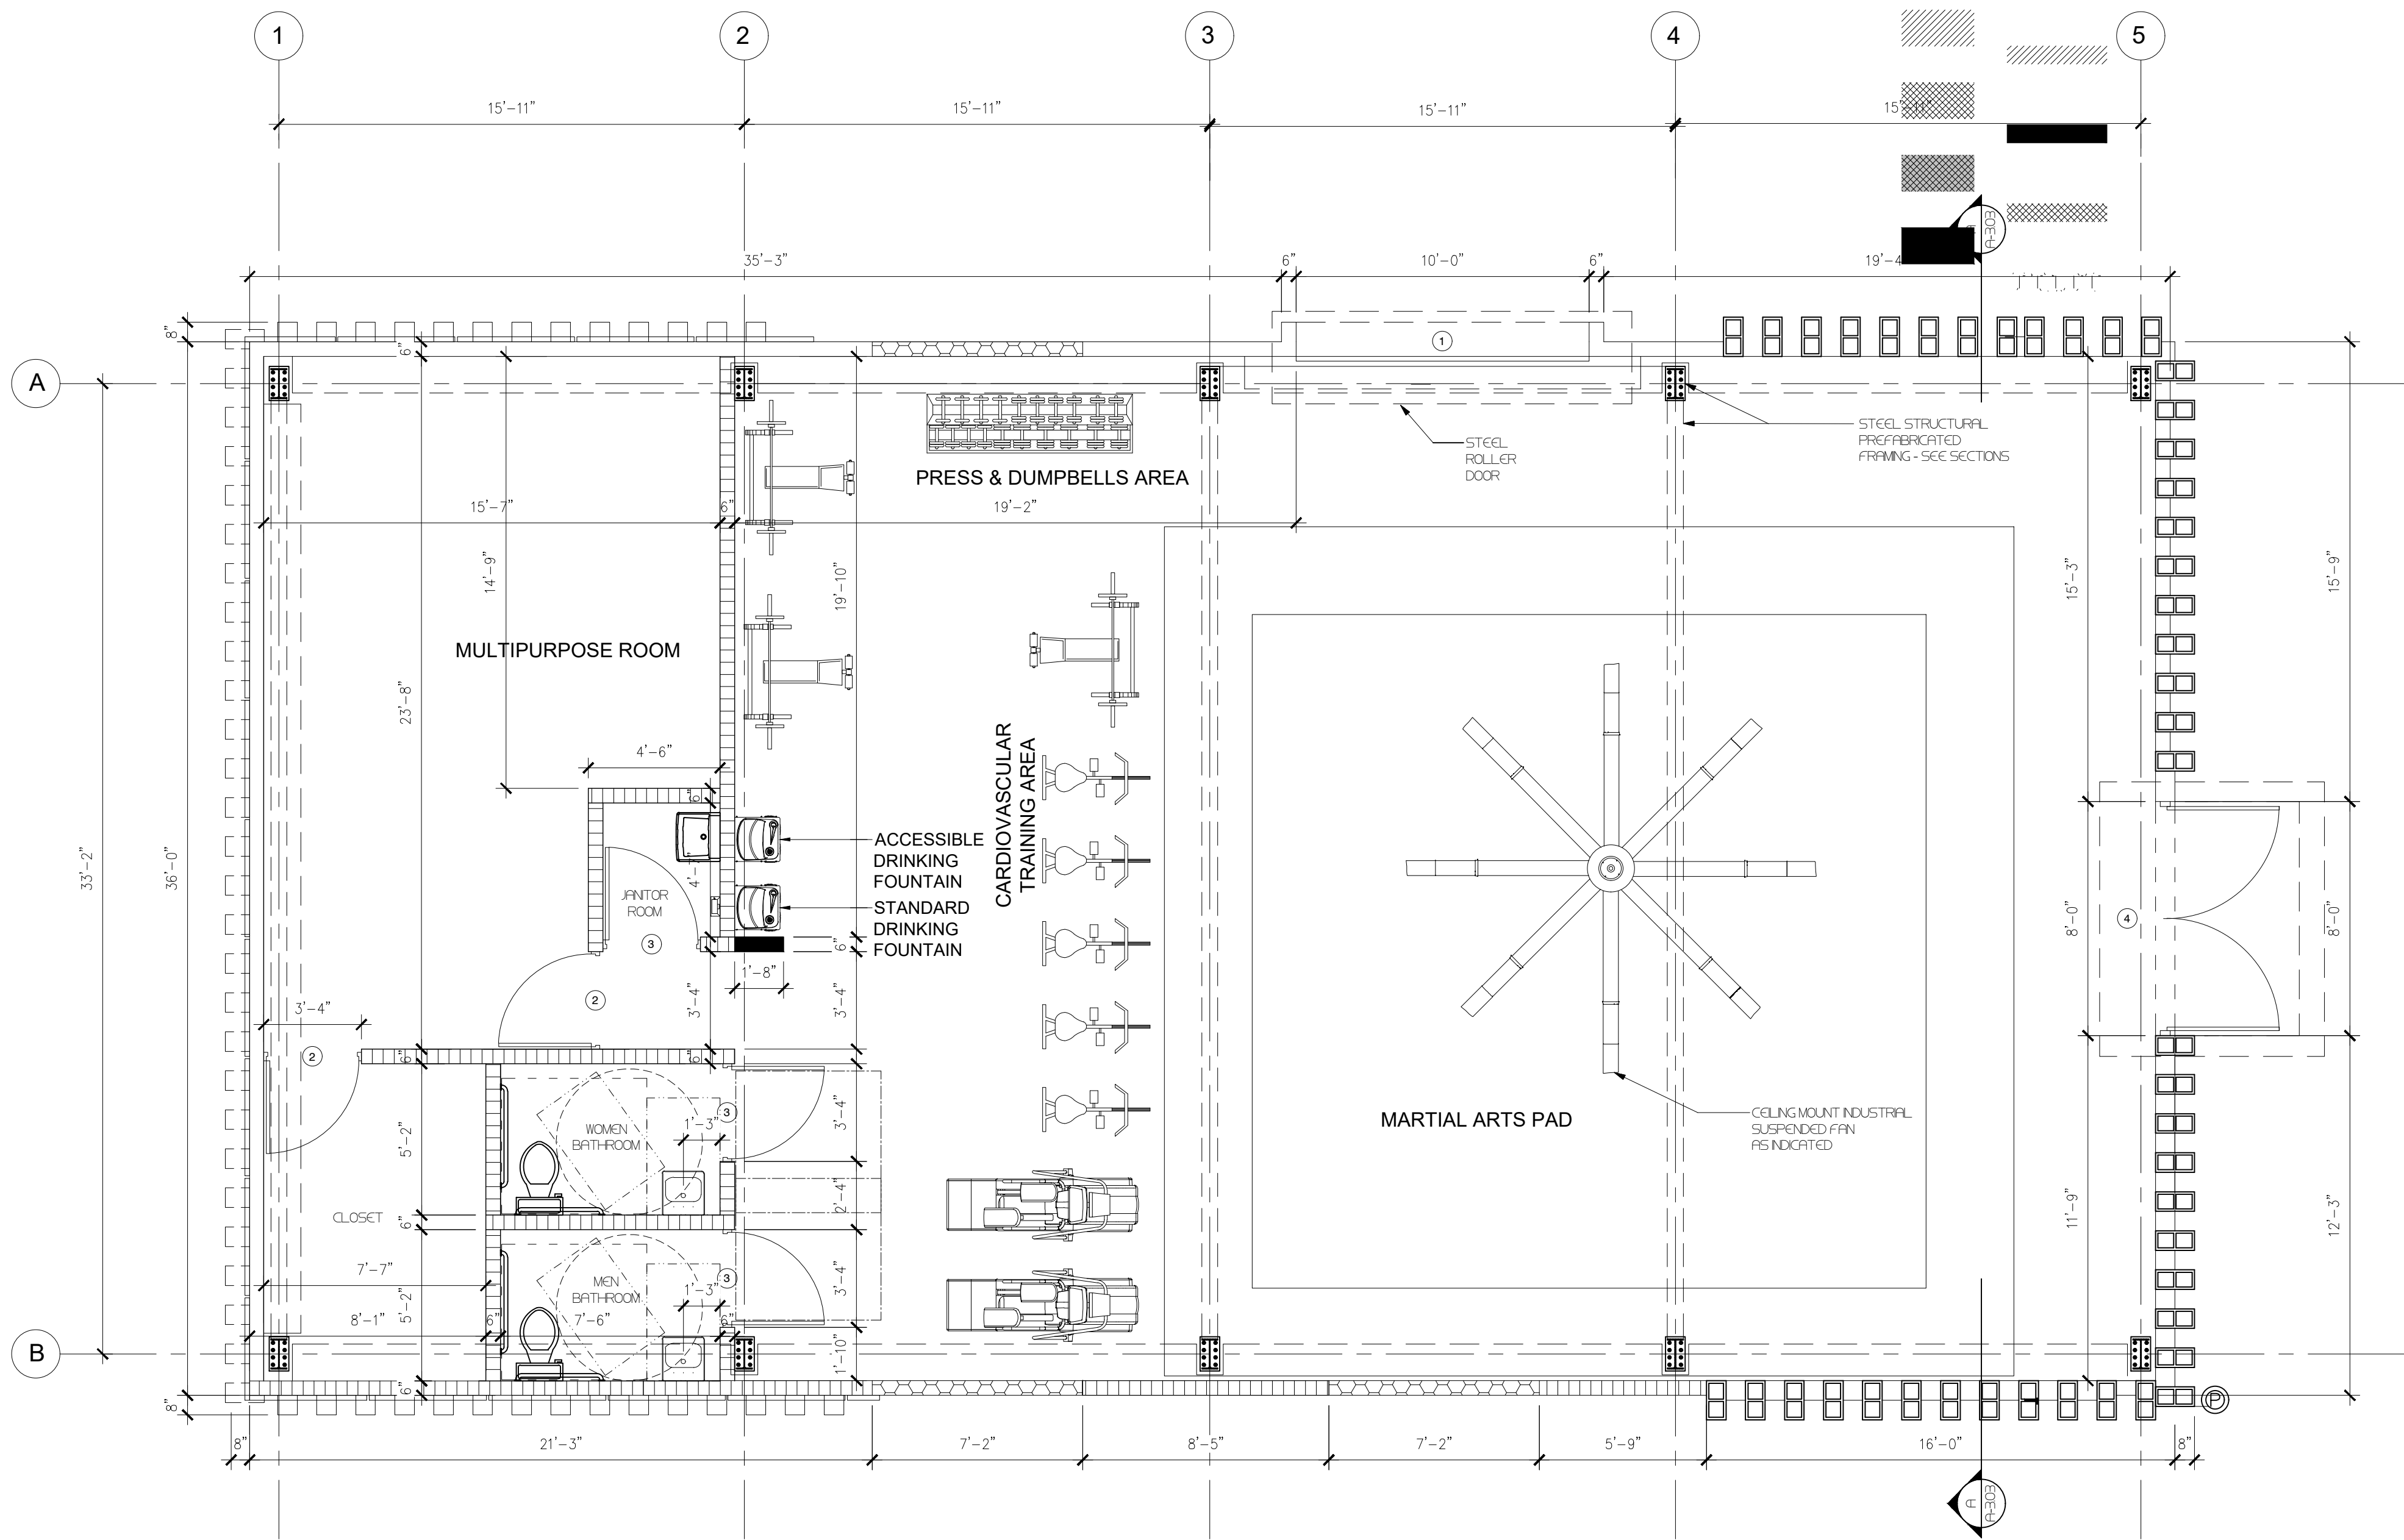 1
2
3
4
5
15'-11"
15'-11"
15'-11"
A-303
35'-3"
6"
10'-0"
6"
8"
6"
1
A
STEEL
ROLLER
DOOR
STEEL STRUCTURAL
PREFABRICATED
FRAMING - SEE SECTIONS
PRESS & DUMPBELLS AREA
15'-7"
6"
19'-2"
14'-9"
19'-10"
15'-3"
15'-9"
MULTIPURPOSE ROOM
23'-8"
4'-6"
6"
CARDIOVASCULAR
TRAINING AREA
ACCESSIBLE
DRINKING
FOUNTAIN
STANDARD
DRINKING
FOUNTAIN
33'-2"
36'-0"
JANITOR
ROOM
3
6"
1'-8"
2
3'-4"
3'-4"
3'-4"
2
6"
6"
8'-0"
4
8'-0"
3
WOMEN
BATHROOM
1'-3"
3'-4"
5'-2"
MARTIAL ARTS PAD
CEILING MOUNT INDUSTRIAL
SUSPENDED FAN
AS INDICATED
CLOSET
6"
2'-4"
11'-9"
12'-3"
7'-7"
3
MEN
BATHROOM
1'-3"
3'-4"
5'-2"
8'-1"
6"
7'-6"
6"
B
1'-10"
6"
8"
P
8"
21'-3"
7'-2"
8'-5"
7'-2"
5'-9"
16'-0"
8"
A
A-303